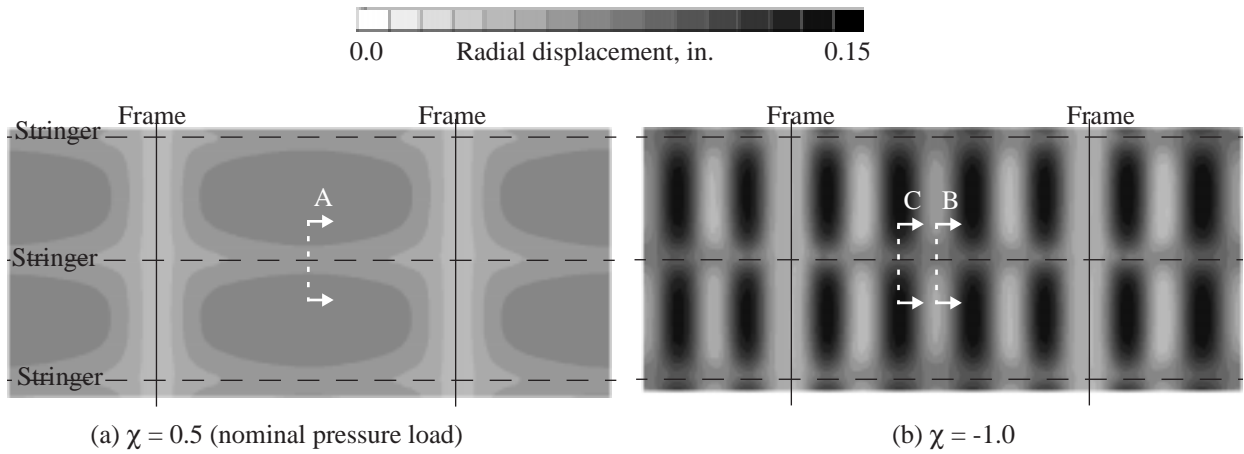 0.0 Radial displacement, in. 0.15
Frame Frame
Stringer
A
Stringer
Stringer
(a) χ = 0.5 (nominal pressure load)
Frame Frame
C B
(b) χ = -1.0